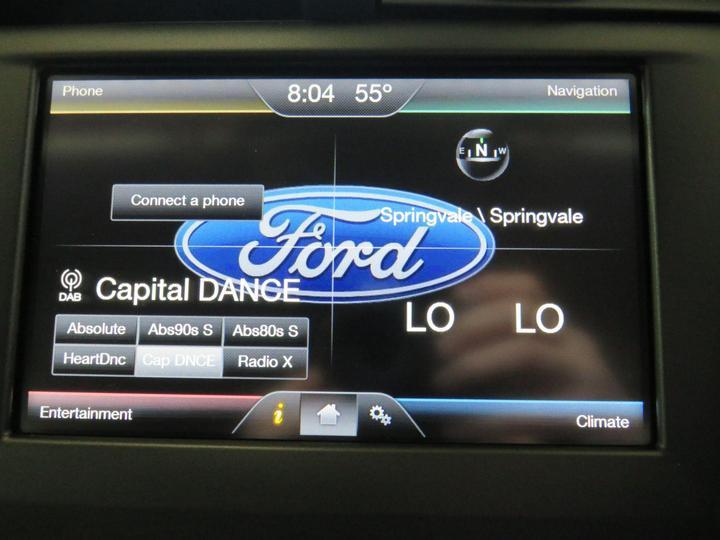 Phone 8:04 55° Navigation
E N W
Connect a phone
Springvale \ Springvale
Ford
DAB Capital DANCE
LO LO
Absolute Abs90s S Abs80s S
HeartDnc Cap DNCE Radio X
Entertainment i Climate